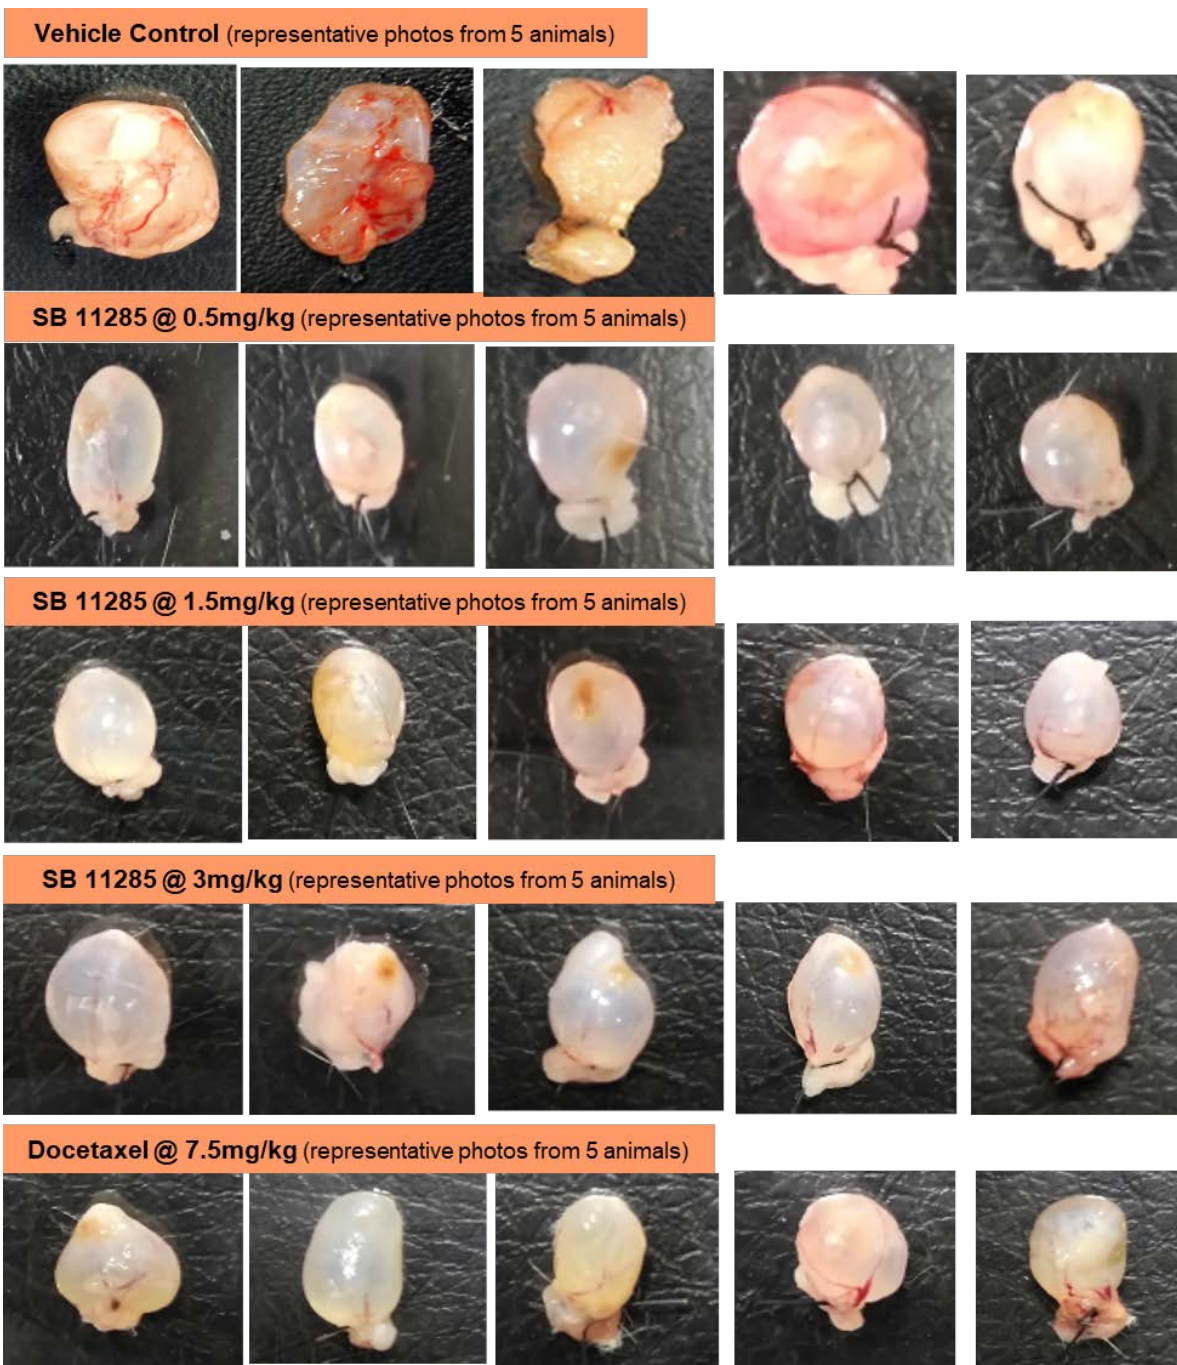 Vehicle Control (representative photos from 5 animals)
SB 11285 @ 0.5mg/kg (representative photos from 5 animals)
SB 11285 @ 1.5mg/kg (representative photos from 5 animals)
SB 11285 @ 3mg/kg (representative photos from 5 animals)
Docetaxel @ 7.5mg/kg (representative photos from 5 animals)